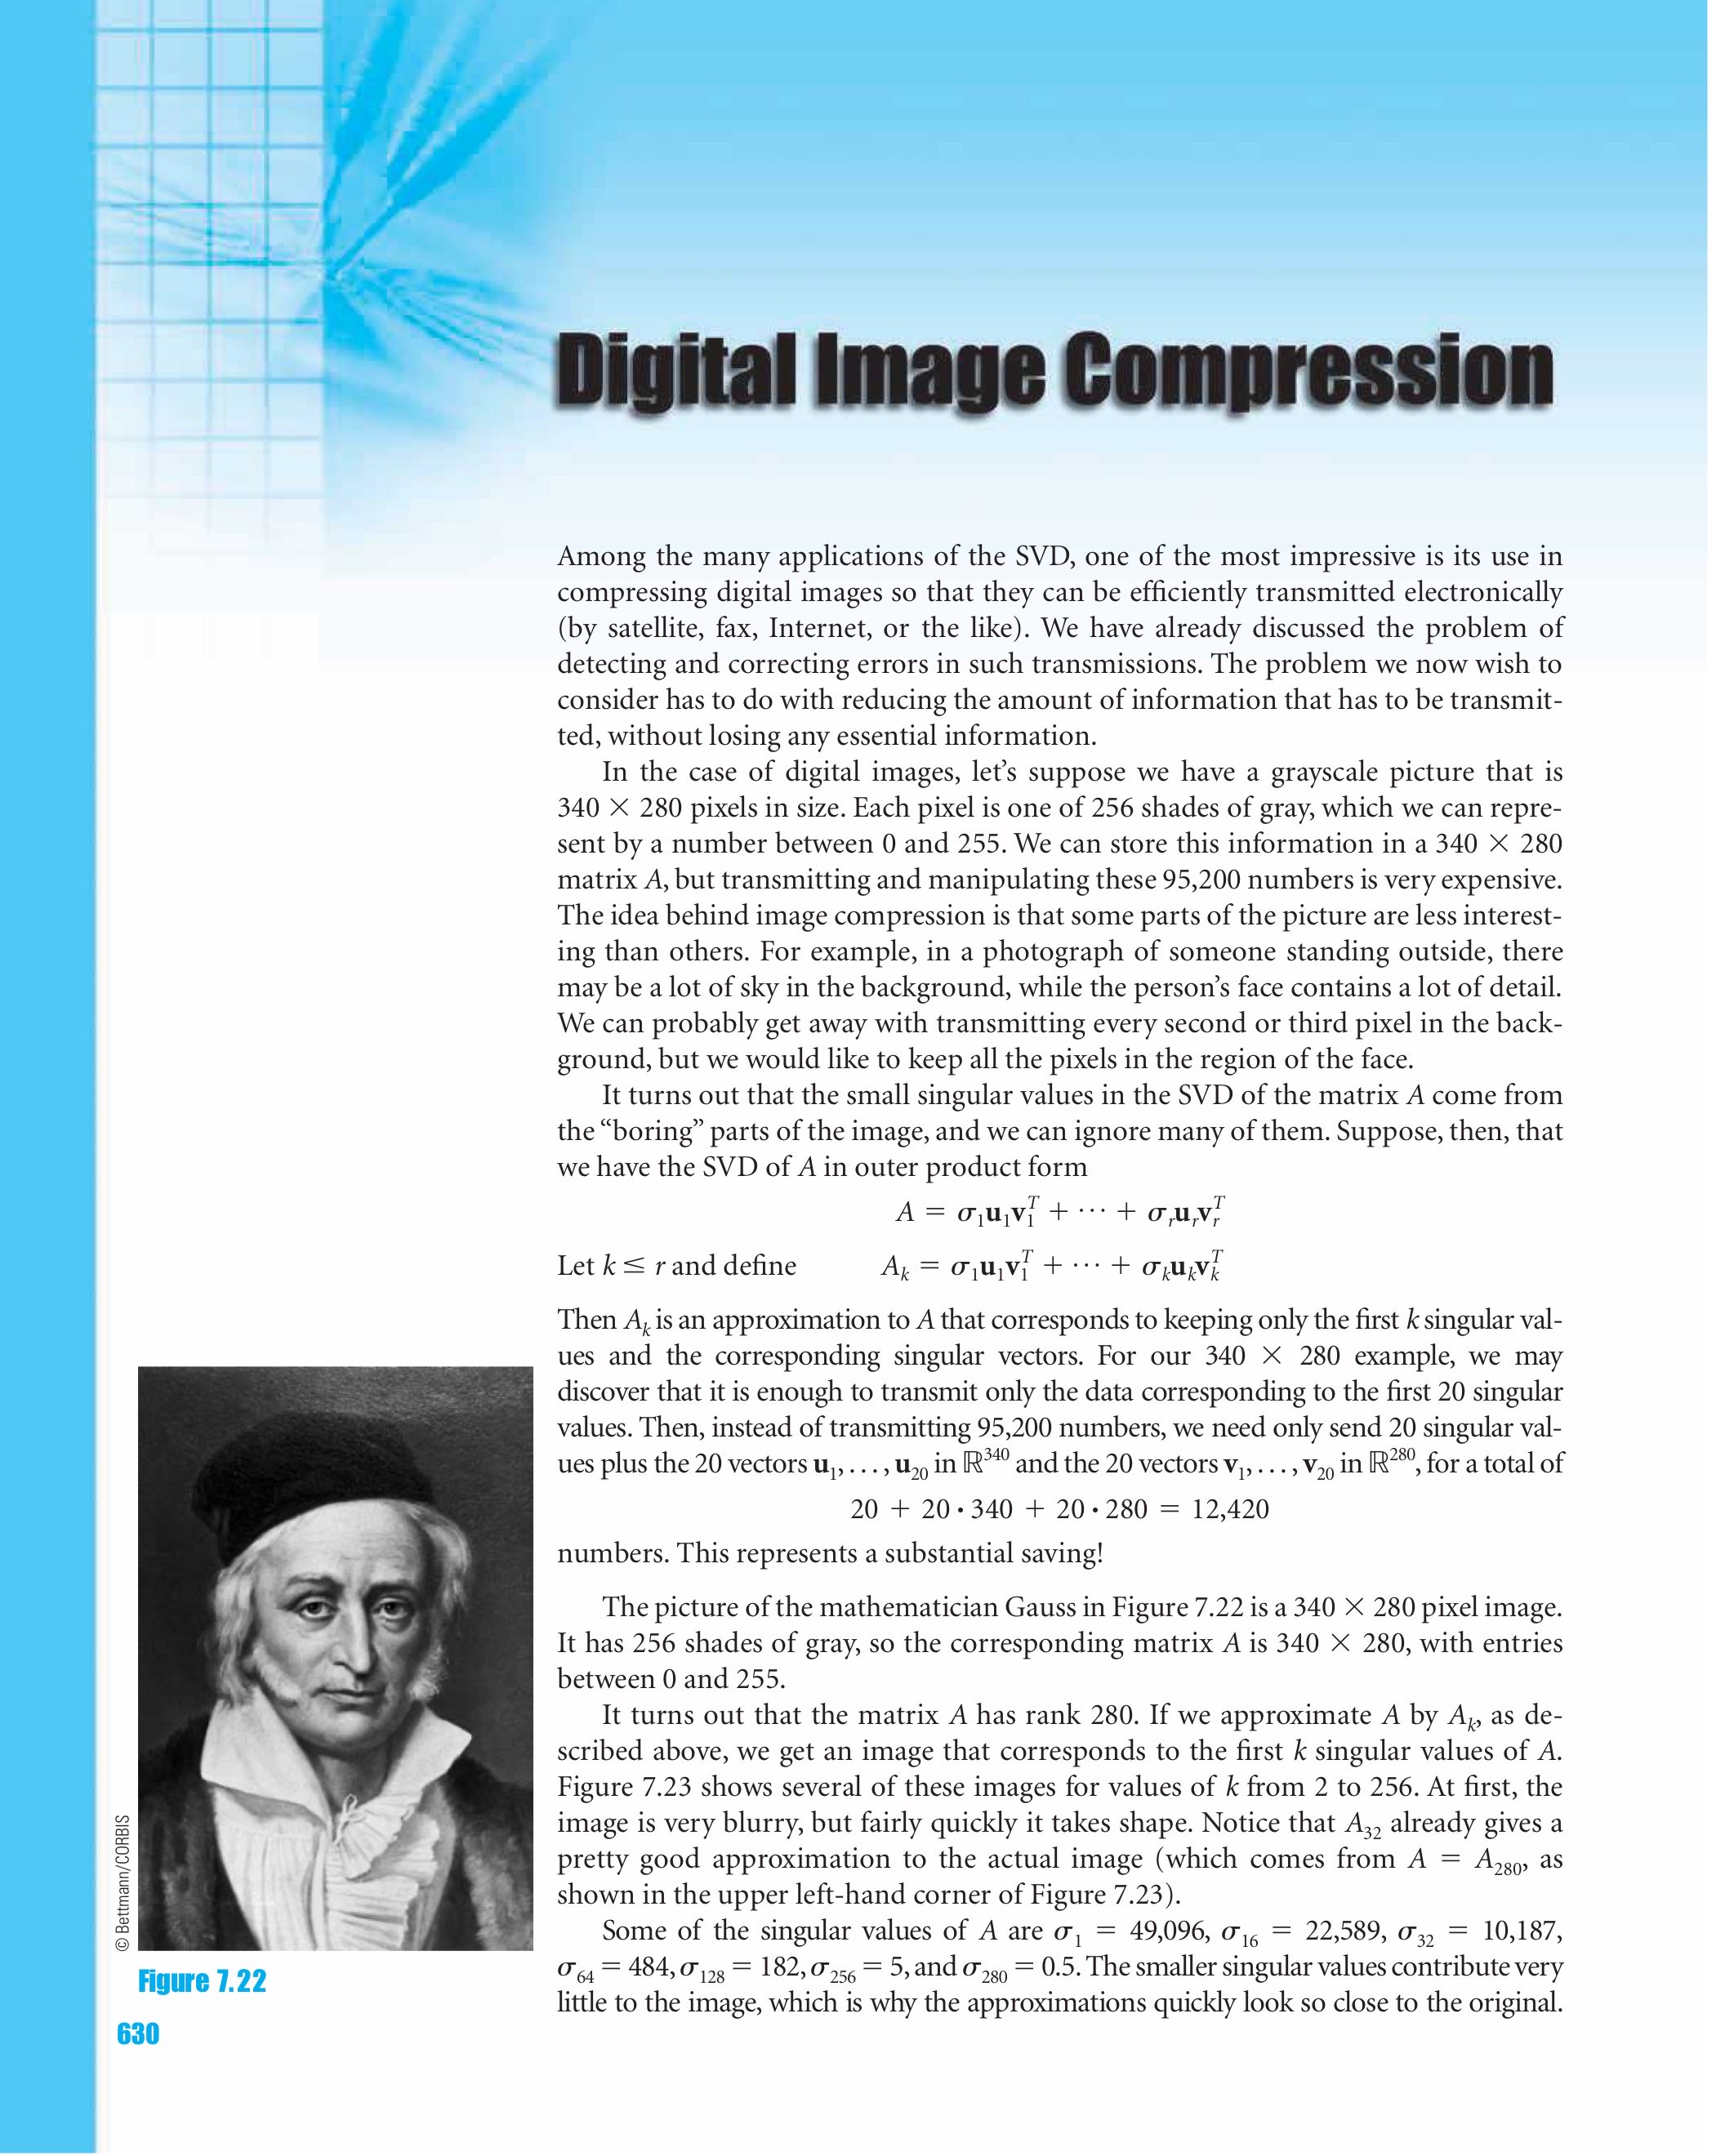 Digital Image Compression
Among the many applications of the SVD, one of the most impressive is its use in
compressing digital images so that they can be efficiently transmitted electronically
(by satellite, fax, Internet, or the like). We have already discussed the problem of
detecting and correcting errors in such transmissions. The problem we now wish to
consider has to do with reducing the amount of information that has to be transmit-
ted, without losing any essential information.
In the case of digital images, let's suppose we have a grayscale picture that is
340 × 280 pixels in size. Each pixel is one of 256 shades of gray, which we can repre-
sent by a number between 0 and 255. We can store this information in a 340 × 280
matrix A, but transmitting and manipulating these 95,200 numbers is very expensive.
The idea behind image compression is that some parts of the picture are less interest-
ing than others. For example, in a photograph of someone standing outside, there
may be a lot of sky in the background, while the person's face contains a lot of detail.
We can probably get away with transmitting every second or third pixel in the back-
ground, but we would like to keep all the pixels in the region of the face.
It turns out that the small singular values in the SVD of the matrix A come from
the “boring” parts of the image, and we can ignore many of them. Suppose, then, that
we have the SVD of A in outer product form
A = σ₁u₁v₁ᵀ + ⋯ + σᵣuᵣvᵣᵀ
Let k ≤ r and define A_k = σ₁u₁v₁ᵀ + ⋯ + σ_k u_k v_kᵀ
Then A_k is an approximation to A that corresponds to keeping only the first k singular val-
ues and the corresponding singular vectors. For our 340 × 280 example, we may
discover that it is enough to transmit only the data corresponding to the first 20 singular
values. Then, instead of transmitting 95,200 numbers, we need only send 20 singular val-
ues plus the 20 vectors u₁, . . . , u₂₀ in ℝ³⁴⁰ and the 20 vectors v₁, . . . , v₂₀ in ℝ²⁸⁰, for a total of
20 + 20 · 340 + 20 · 280 = 12,420
numbers. This represents a substantial saving!
The picture of the mathematician Gauss in Figure 7.22 is a 340 × 280 pixel image.
It has 256 shades of gray, so the corresponding matrix A is 340 × 280, with entries
between 0 and 255.
It turns out that the matrix A has rank 280. If we approximate A by A_k, as de-
scribed above, we get an image that corresponds to the first k singular values of A.
Figure 7.23 shows several of these images for values of k from 2 to 256. At first, the
image is very blurry, but fairly quickly it takes shape. Notice that A₃₂ already gives a
pretty good approximation to the actual image (which comes from A = A₂₈₀, as
shown in the upper left-hand corner of Figure 7.23).
Some of the singular values of A are σ₁ = 49,096, σ₁₆ = 22,589, σ₃₂ = 10,187,
σ₆₄ = 484, σ₁₂₈ = 182, σ₂₅₆ = 5, and σ₂₈₀ = 0.5. The smaller singular values contribute very
little to the image, which is why the approximations quickly look so close to the original.
© Bettmann/CORBIS
Figure 7.22
630